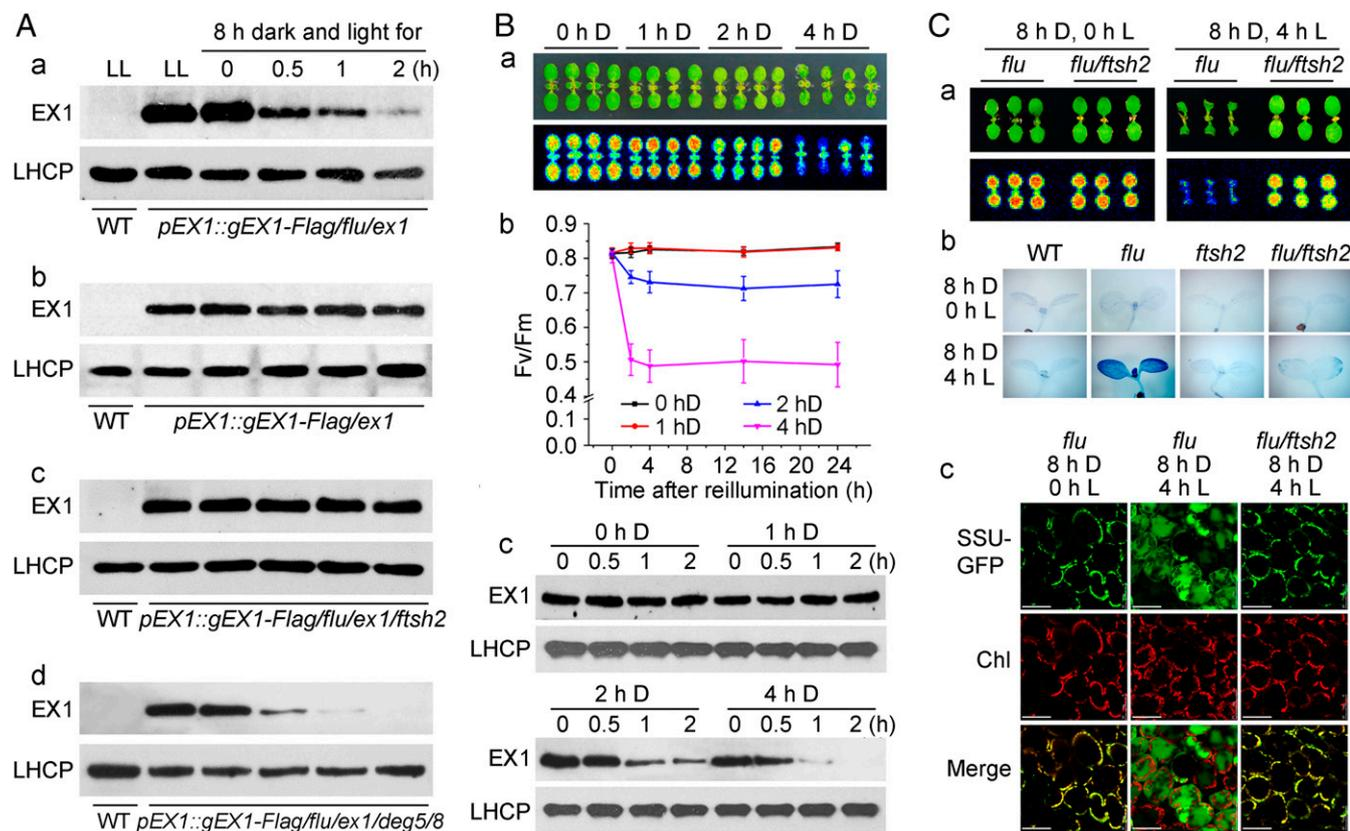 A
8 h dark and light for
a
LL LL 0 0.5 1 2 (h)
EX1
LHCP
WT pEX1::gEX1-Flag/flu/ex1
b
EX1
LHCP
WT pEX1::gEX1-Flag/ex1
c
EX1
LHCP
WT pEX1::gEX1-Flag/flu/ex1/ftsh2
d
EX1
LHCP
WT pEX1::gEX1-Flag/flu/ex1/deg5/8
B
0 h D 1 h D 2 h D 4 h D
a
b
Fv/Fm
0.9
0.8
0.7
0.6
0.5
0.4
0.1
0.0
0 hD 2 hD
1 hD 4 hD
0 4 8 12 16 20 24
Time after reillumination (h)
c
0 h D 1 h D
0 0.5 1 2 0 0.5 1 2 (h)
EX1
LHCP
2 h D 4 h D
0 0.5 1 2 0 0.5 1 2 (h)
EX1
LHCP
C
8 h D, 0 h L 8 h D, 4 h L
flu flu/ftsh2 flu flu/ftsh2
a
b
WT flu ftsh2 flu/ftsh2
8 h D
0 h L
8 h D
4 h L
c
flu flu flu/ftsh2
8 h D 8 h D 8 h D
0 h L 4 h L 4 h L
SSU-
GFP
Chl
Merge